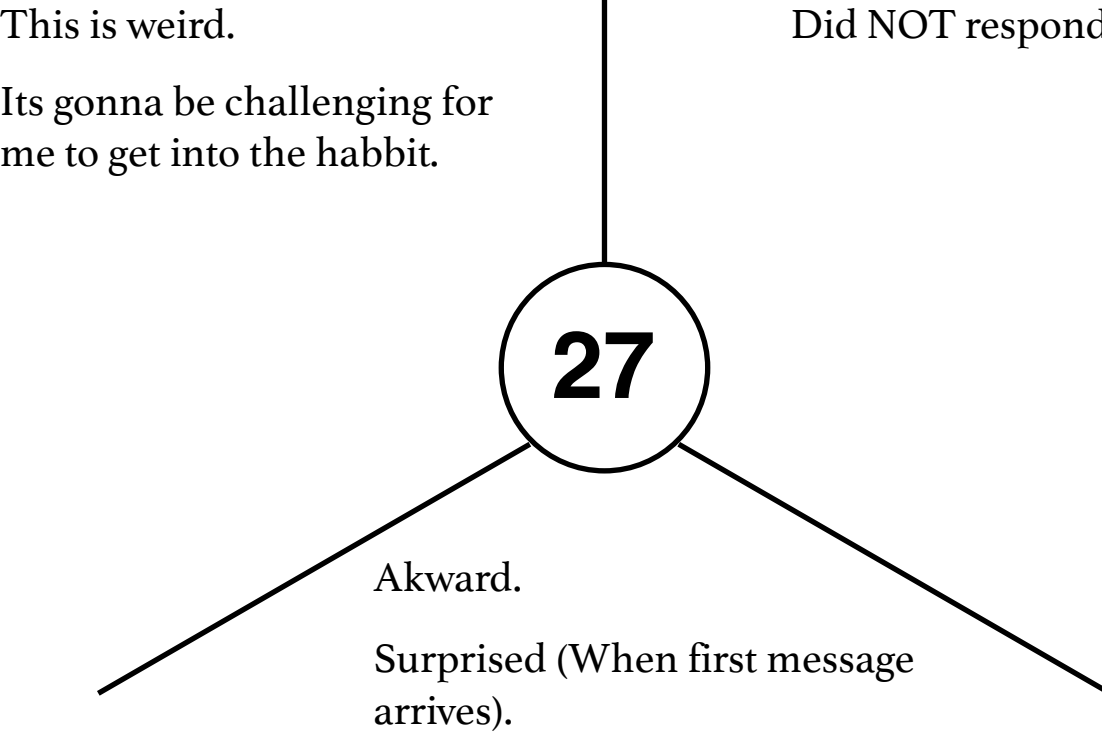 This is weird.
Its gonna be challenging for
me to get into the habbit.
Did NOT respond
27
Akward.
Surprised (When first message
arrives).